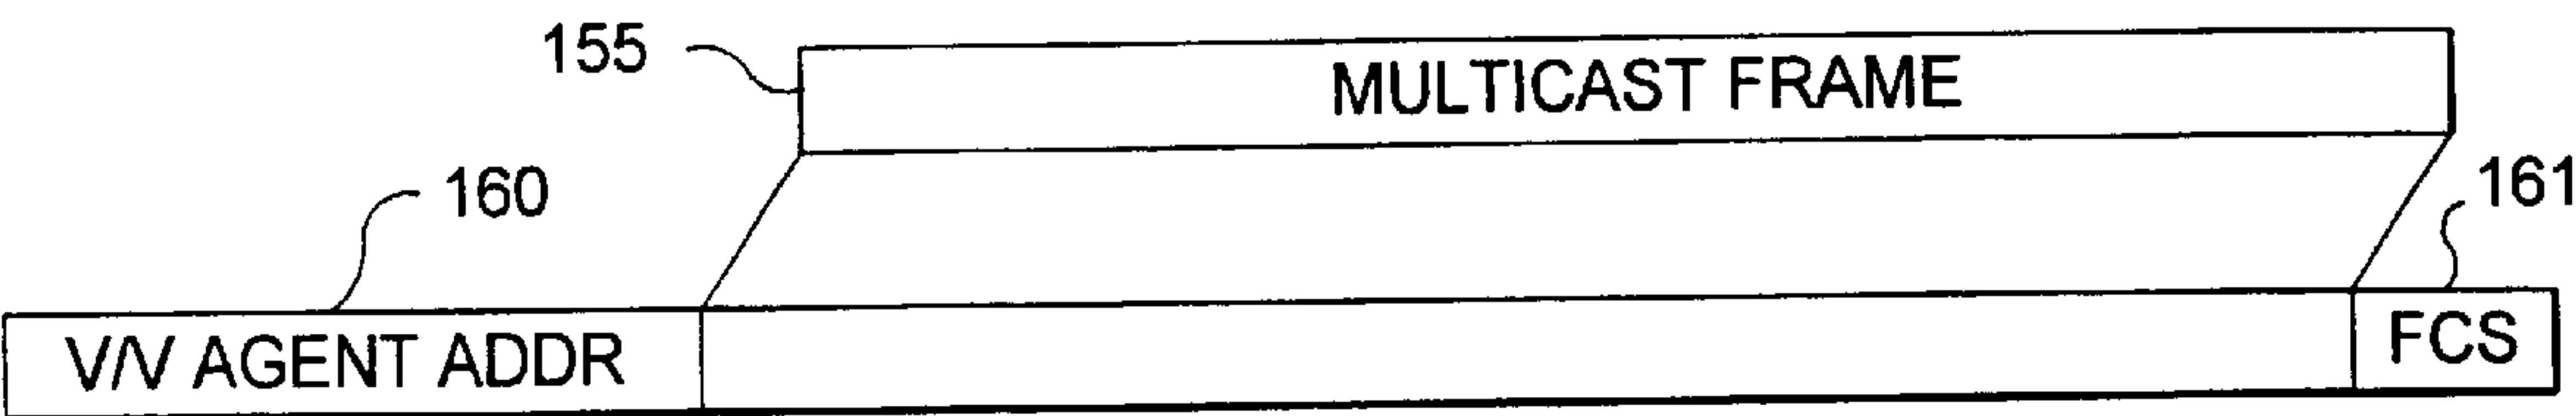 155
MULTICAST FRAME
160
161
V/V AGENT ADDR
FCS